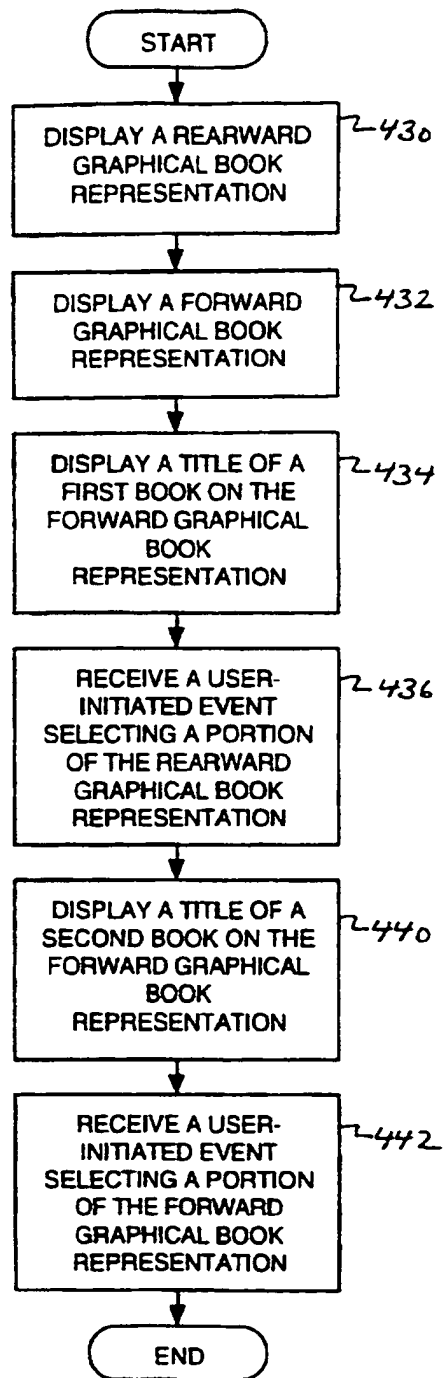 START
DISPLAY A REARWARD
GRAPHICAL BOOK
REPRESENTATION
430
DISPLAY A FORWARD
GRAPHICAL BOOK
REPRESENTATION
432
DISPLAY A TITLE OF A
FIRST BOOK ON THE
FORWARD GRAPHICAL
BOOK
REPRESENTATION
434
RECEIVE A USER-
INITIATED EVENT
SELECTING A PORTION
OF THE REARWARD
GRAPHICAL BOOK
REPRESENTATION
436
DISPLAY A TITLE OF A
SECOND BOOK ON THE
FORWARD GRAPHICAL
BOOK
REPRESENTATION
440
RECEIVE A USER-
INITIATED EVENT
SELECTING A PORTION
OF THE FORWARD
GRAPHICAL BOOK
REPRESENTATION
442
END